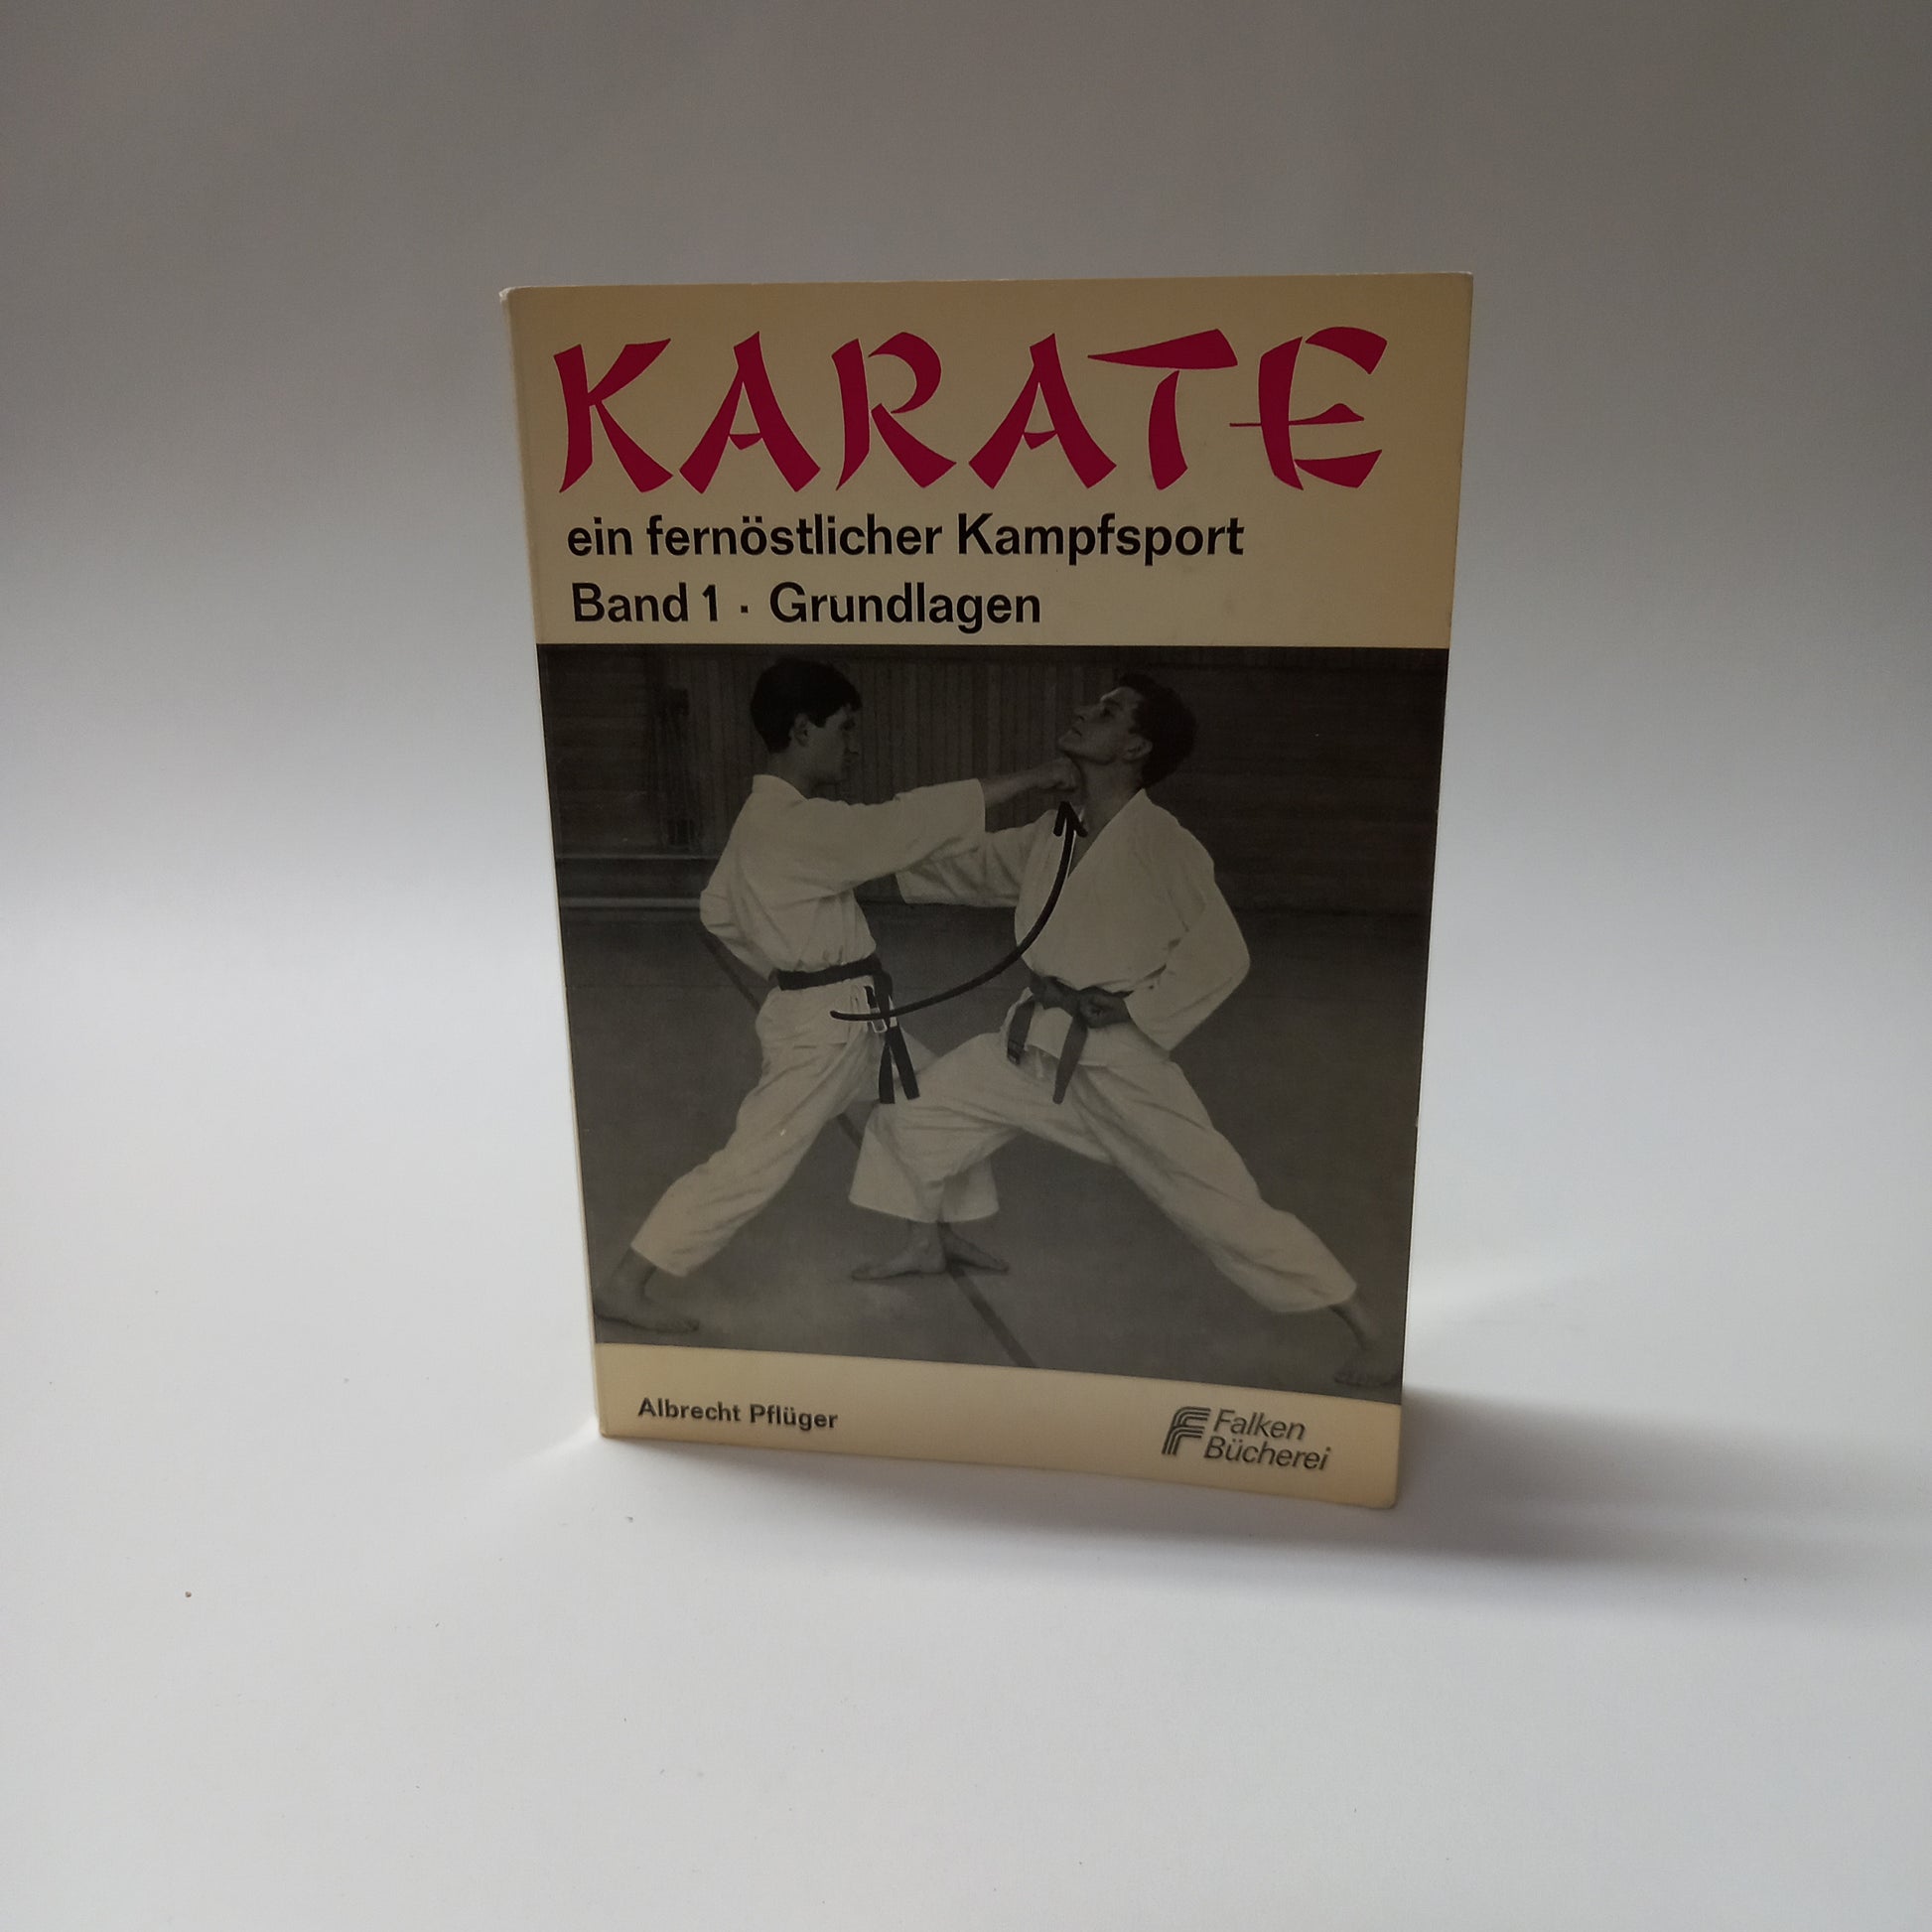 KARATE
ein fernöstlicher Kampfsport
Band 1 · Grundlagen
Albrecht Pflüger
Falken
Bücherei